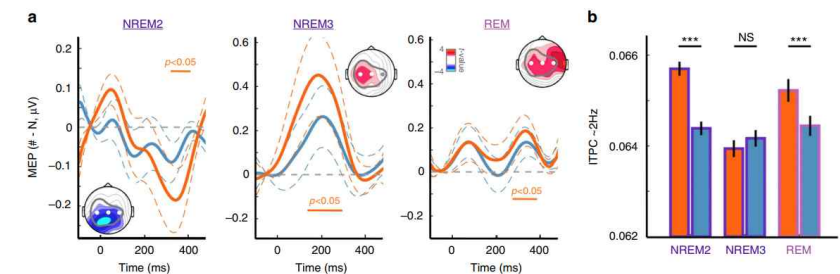 a
NREM2
NREM3
REM
b
MEP (# - N, μV)
0.2
0.1
0
−0.1
−0.2
p<0.05
0 200 400
Time (ms)
0.6
0.4
0.2
0
−0.2
p<0.05
0 200 400
Time (ms)
0.6
0.4
0.2
0
−0.2
4
−4
t-value
p<0.05
0 200 400
Time (ms)
ITPC ~2Hz
0.066
0.064
0.062
*** NS ***
NREM2 NREM3 REM